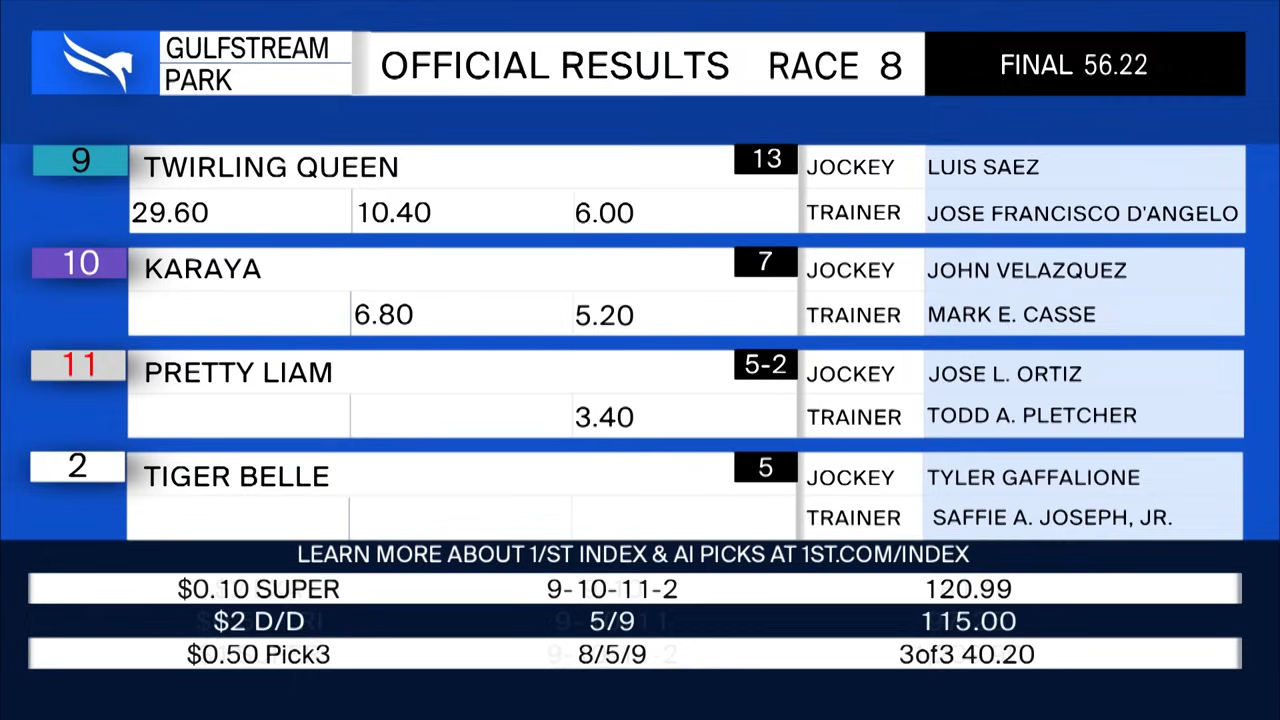 GULFSTREAM PARK
OFFICIAL RESULTS RACE 8
FINAL 56.22
9 TWIRLING QUEEN 13 JOCKEY LUIS SAEZ
29.60 10.40 6.00 TRAINER JOSE FRANCISCO D'ANGELO
10 KARAYA 7 JOCKEY JOHN VELAZQUEZ
6.80 5.20 TRAINER MARK E. CASSE
11 PRETTY LIAM 5-2 JOCKEY JOSE L. ORTIZ
3.40 TRAINER TODD A. PLETCHER
2 TIGER BELLE 5 JOCKEY TYLER GAFFALIONE
TRAINER SAFFIE A. JOSEPH, JR.
LEARN MORE ABOUT 1/ST INDEX & AI PICKS AT 1ST.COM/INDEX
$0.10 SUPER 9-10-11-2 120.99
$2 D/D 5/9 115.00
$0.50 Pick3 8/5/9 3of3 40.20